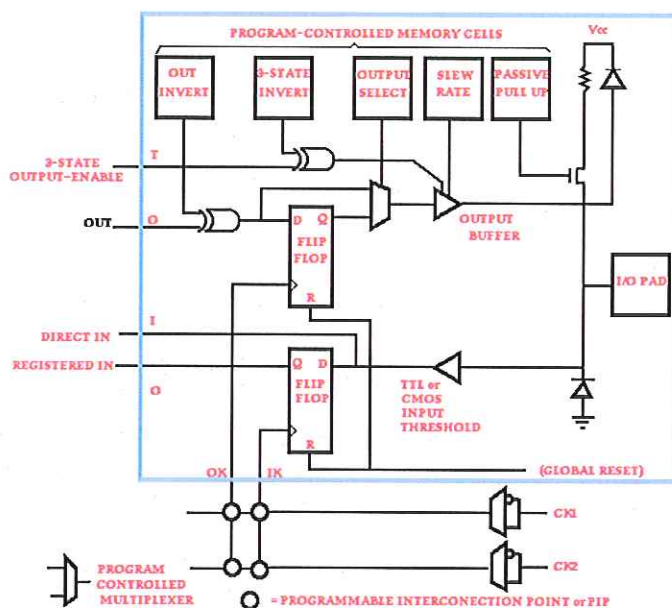 PROGRAM-CONTROLLED MEMORY CELLS
Vcc
OUT
INVERT
3-STATE
INVERT
OUTPUT
SELECT
SLEW
RATE
PASSIVE
PULL UP
3-STATE
OUTPUT-ENABLE
T
OUT
O
D
Q
FLIP
FLOP
R
OUTPUT
BUFFER
I/O PAD
DIRECT IN
I
REGISTERED IN
O
Q
D
FLIP
FLOP
R
TTL or
CMOS
INPUT
THRESHOLD
OK
IK
(GLOBAL RESET)
CK1
CK2
PROGRAM
CONTROLLED
MULTIPLEXER
= PROGRAMMABLE INTERCONECTION POINT or PIP